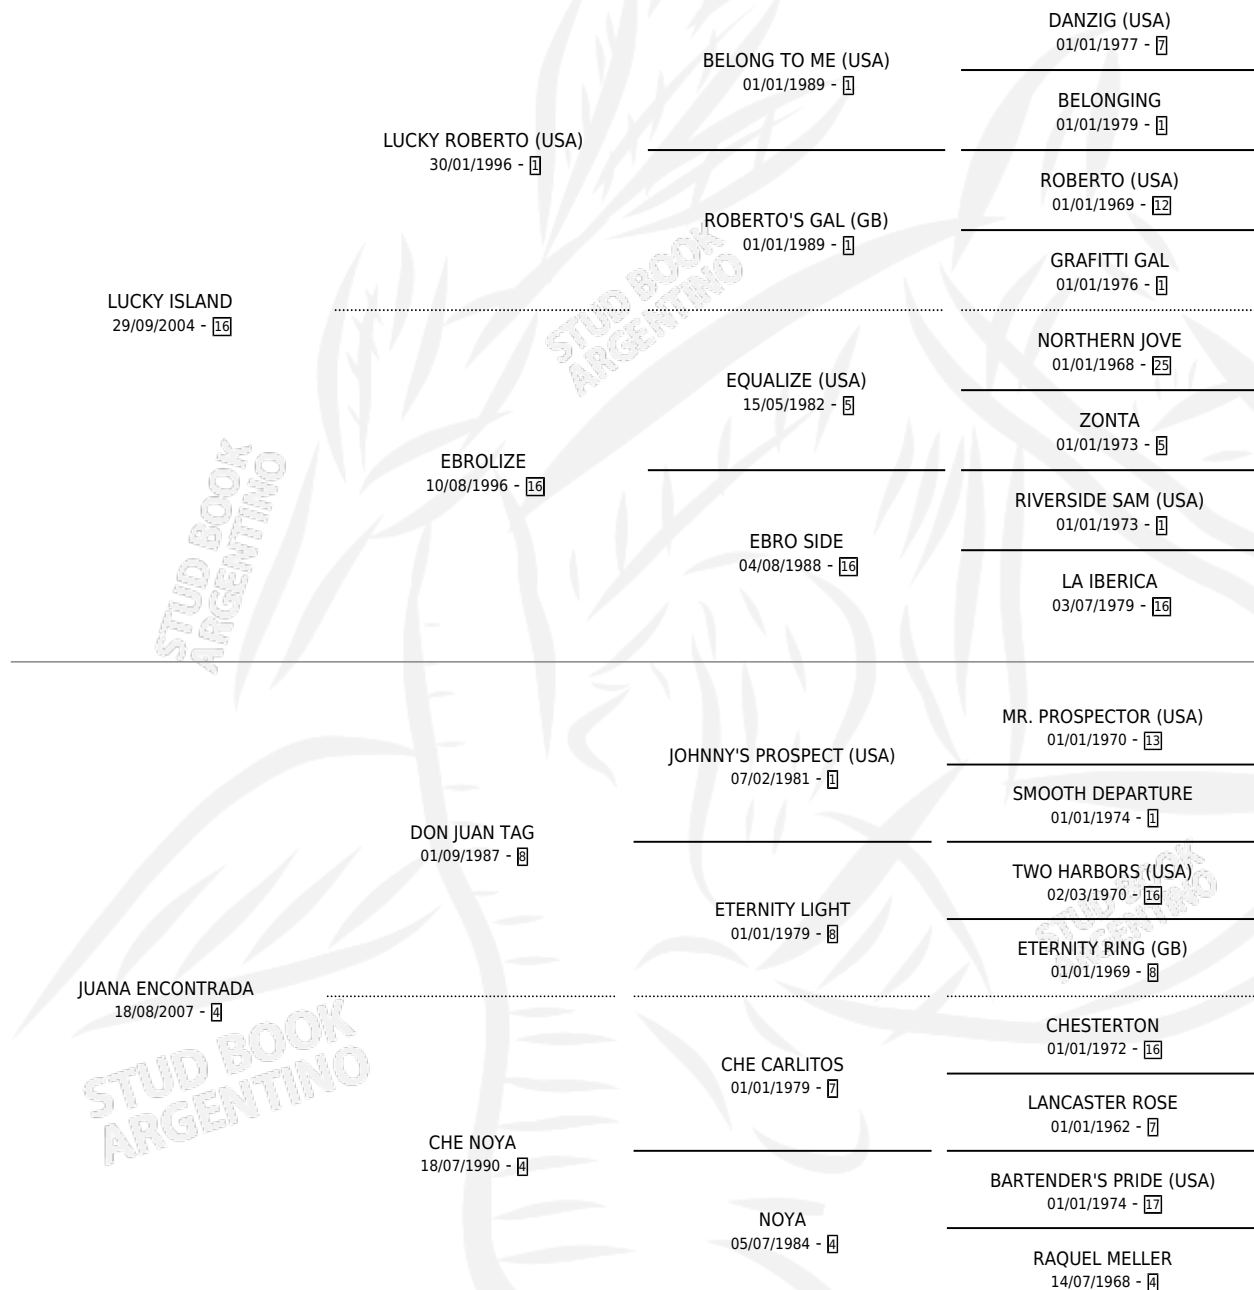 DANZIG (USA)
01/01/1977 - 7
BELONG TO ME (USA)
01/01/1989 - 1
BELONGING
01/01/1979 - 1
LUCKY ROBERTO (USA)
30/01/1996 - 1
ROBERTO (USA)
01/01/1969 - 12
ROBERTO'S GAL (GB)
01/01/1989 - 1
GRAFITTI GAL
01/01/1976 - 1
LUCKY ISLAND
29/09/2004 - 16
STUD BOOK
ARGENTINO
NORTHERN JOVE
01/01/1968 - 25
EQUALIZE (USA)
15/05/1982 - 5
ZONTA
01/01/1973 - 5
EBROLIZE
10/08/1996 - 16
RIVERSIDE SAM (USA)
01/01/1973 - 1
EBRO SIDE
04/08/1988 - 16
LA IBERICA
03/07/1979 - 16
STUD BOOK
ARGENTINO
MR. PROSPECTOR (USA)
01/01/1970 - 13
JOHNNY'S PROSPECT (USA)
07/02/1981 - 1
SMOOTH DEPARTURE
01/01/1974 - 1
DON JUAN TAG
01/09/1987 - 8
TWO HARBORS (USA)
02/03/1970 - 16
ETERNITY LIGHT
01/01/1979 - 8
ETERNITY RING (GB)
01/01/1969 - 8
STUD BOOK
ARGENTINO
JUANA ENCONTRADA
18/08/2007 - 4
STUD BOOK
ARGENTINO
CHESTERTON
01/01/1972 - 16
CHE CARLITOS
01/01/1979 - 7
LANCASTER ROSE
01/01/1962 - 7
CHE NOYA
18/07/1990 - 4
BARTENDER'S PRIDE (USA)
01/01/1974 - 17
NOYA
05/07/1984 - 4
RAQUEL MELLER
14/07/1968 - 4